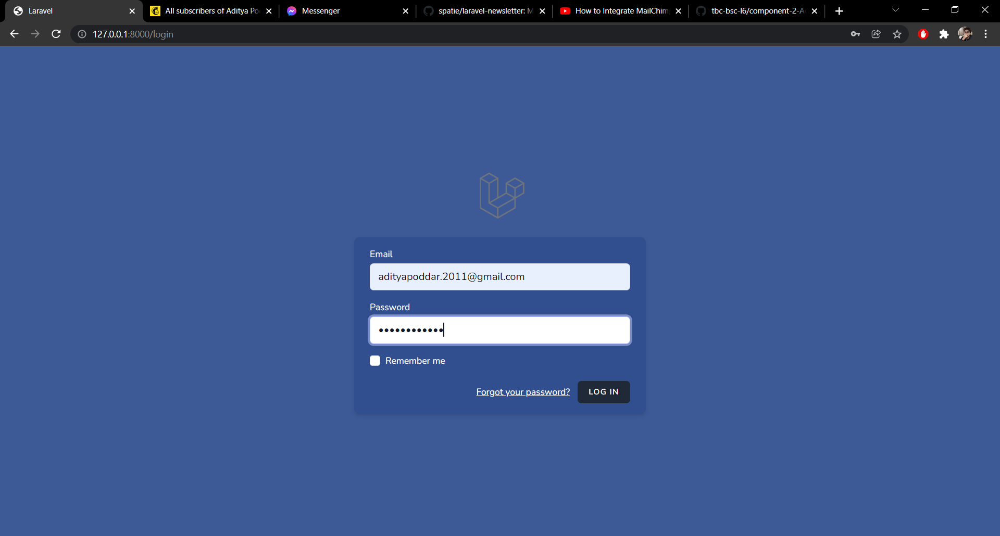 Laravel
All subscribers of Aditya Po
Messenger
spatie/laravel-newsletter: M
How to Integrate MailChim
tbc-bsc-l6/component-2-A
127.0.0.1:8000/login
Email
adityapoddar.2011@gmail.com
Password
••••••••••••
Remember me
Forgot your password?
LOG IN